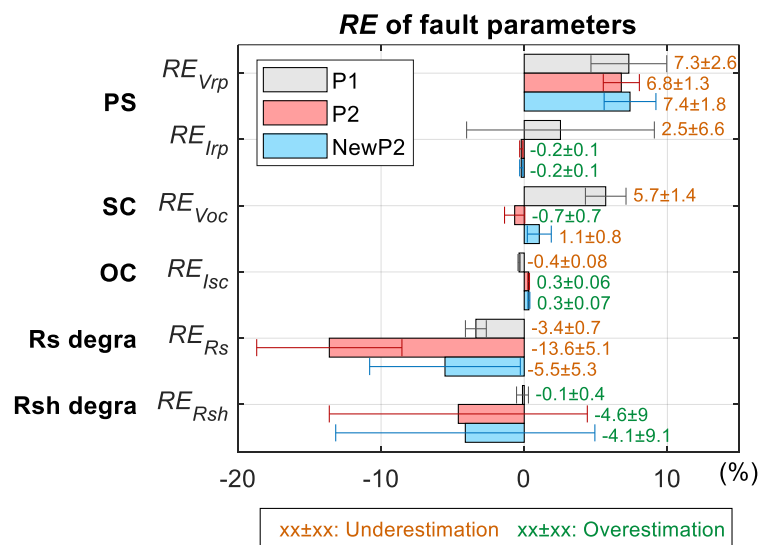 RE of fault parameters
P1
P2
NewP2
PS
RE_Vrp
7.3±2.6
6.8±1.3
7.4±1.8
RE_Irp
2.5±6.6
-0.2±0.1
-0.2±0.1
SC
RE_Voc
5.7±1.4
-0.7±0.7
1.1±0.8
OC
RE_Isc
-0.4±0.08
0.3±0.06
0.3±0.07
Rs degra
RE_Rs
-3.4±0.7
-13.6±5.1
-5.5±5.3
Rsh degra
RE_Rsh
-0.1±0.4
-4.6±9
-4.1±9.1
-20 -10 0 10 (%)
xx±xx: Underestimation xx±xx: Overestimation